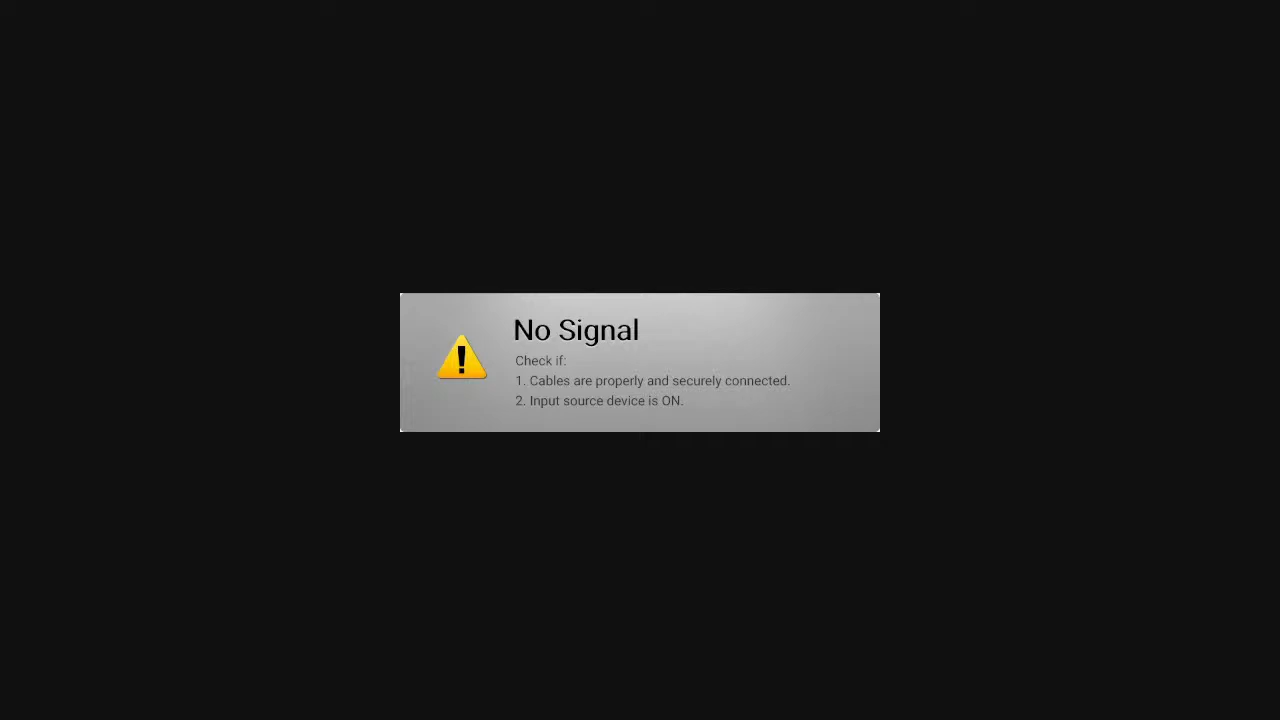 No Signal
Check if:
1. Cables are properly and securely connected.
2. Input source device is ON.